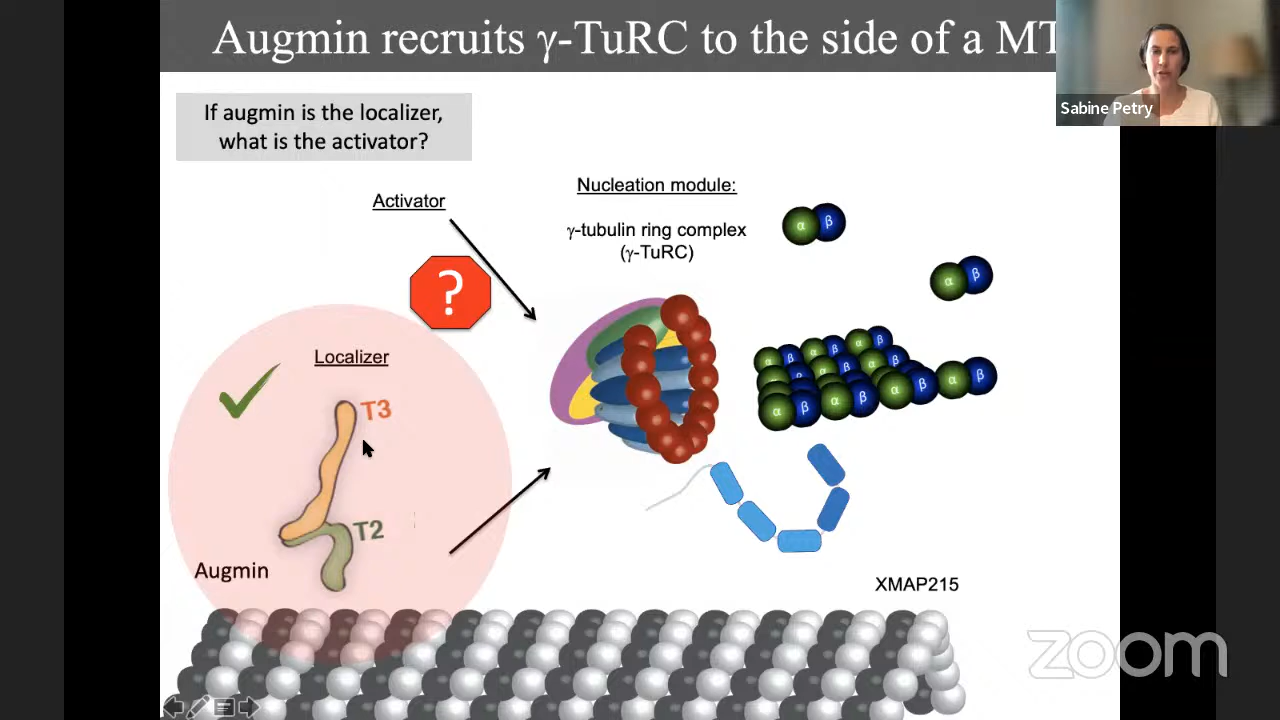 Augmin recruits γ-TuRC to the side of a MT
Sabine Petry
If augmin is the localizer,
what is the activator?
Activator
Nucleation module:
γ-tubulin ring complex
(γ-TuRC)
α β
α β
?
Localizer
T3
T2
Augmin
α β α β α β
β α β α β
α β α β α β α β
XMAP215
zoom